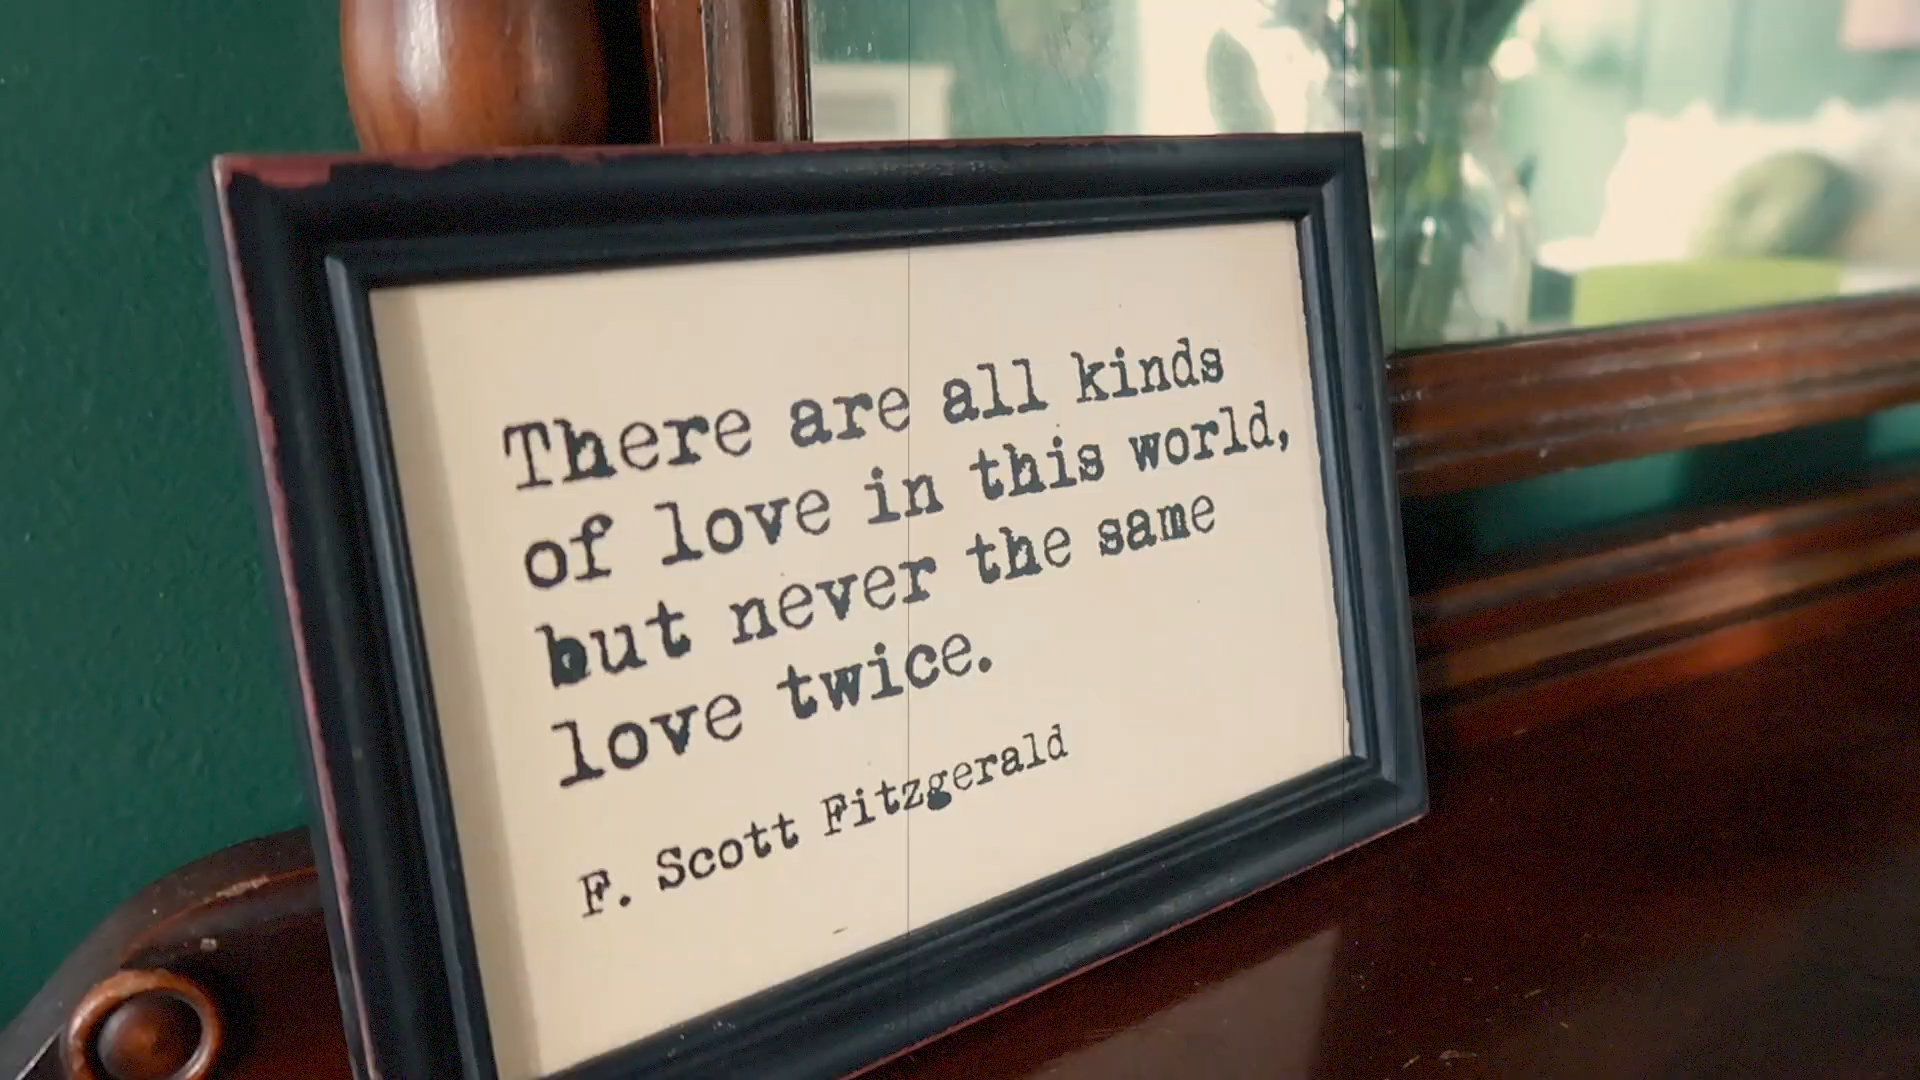 There are all kinds
of love in this world,
but never the same
love twice.
F. Scott Fitzgerald